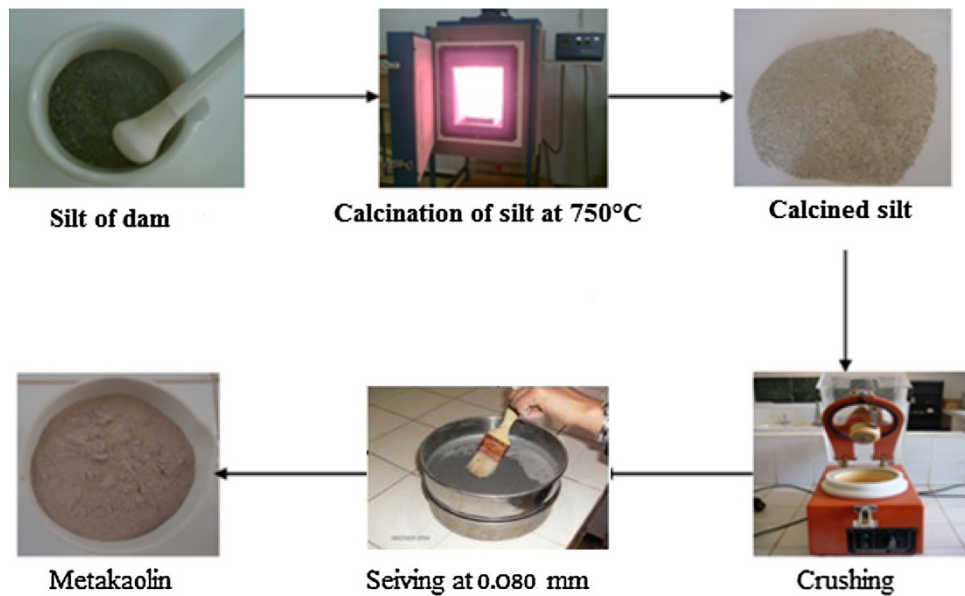 Silt of dam
Calcination of silt at 750°C
Calcined silt
Metakaolin
Seiving at 0.080 mm
Crushing